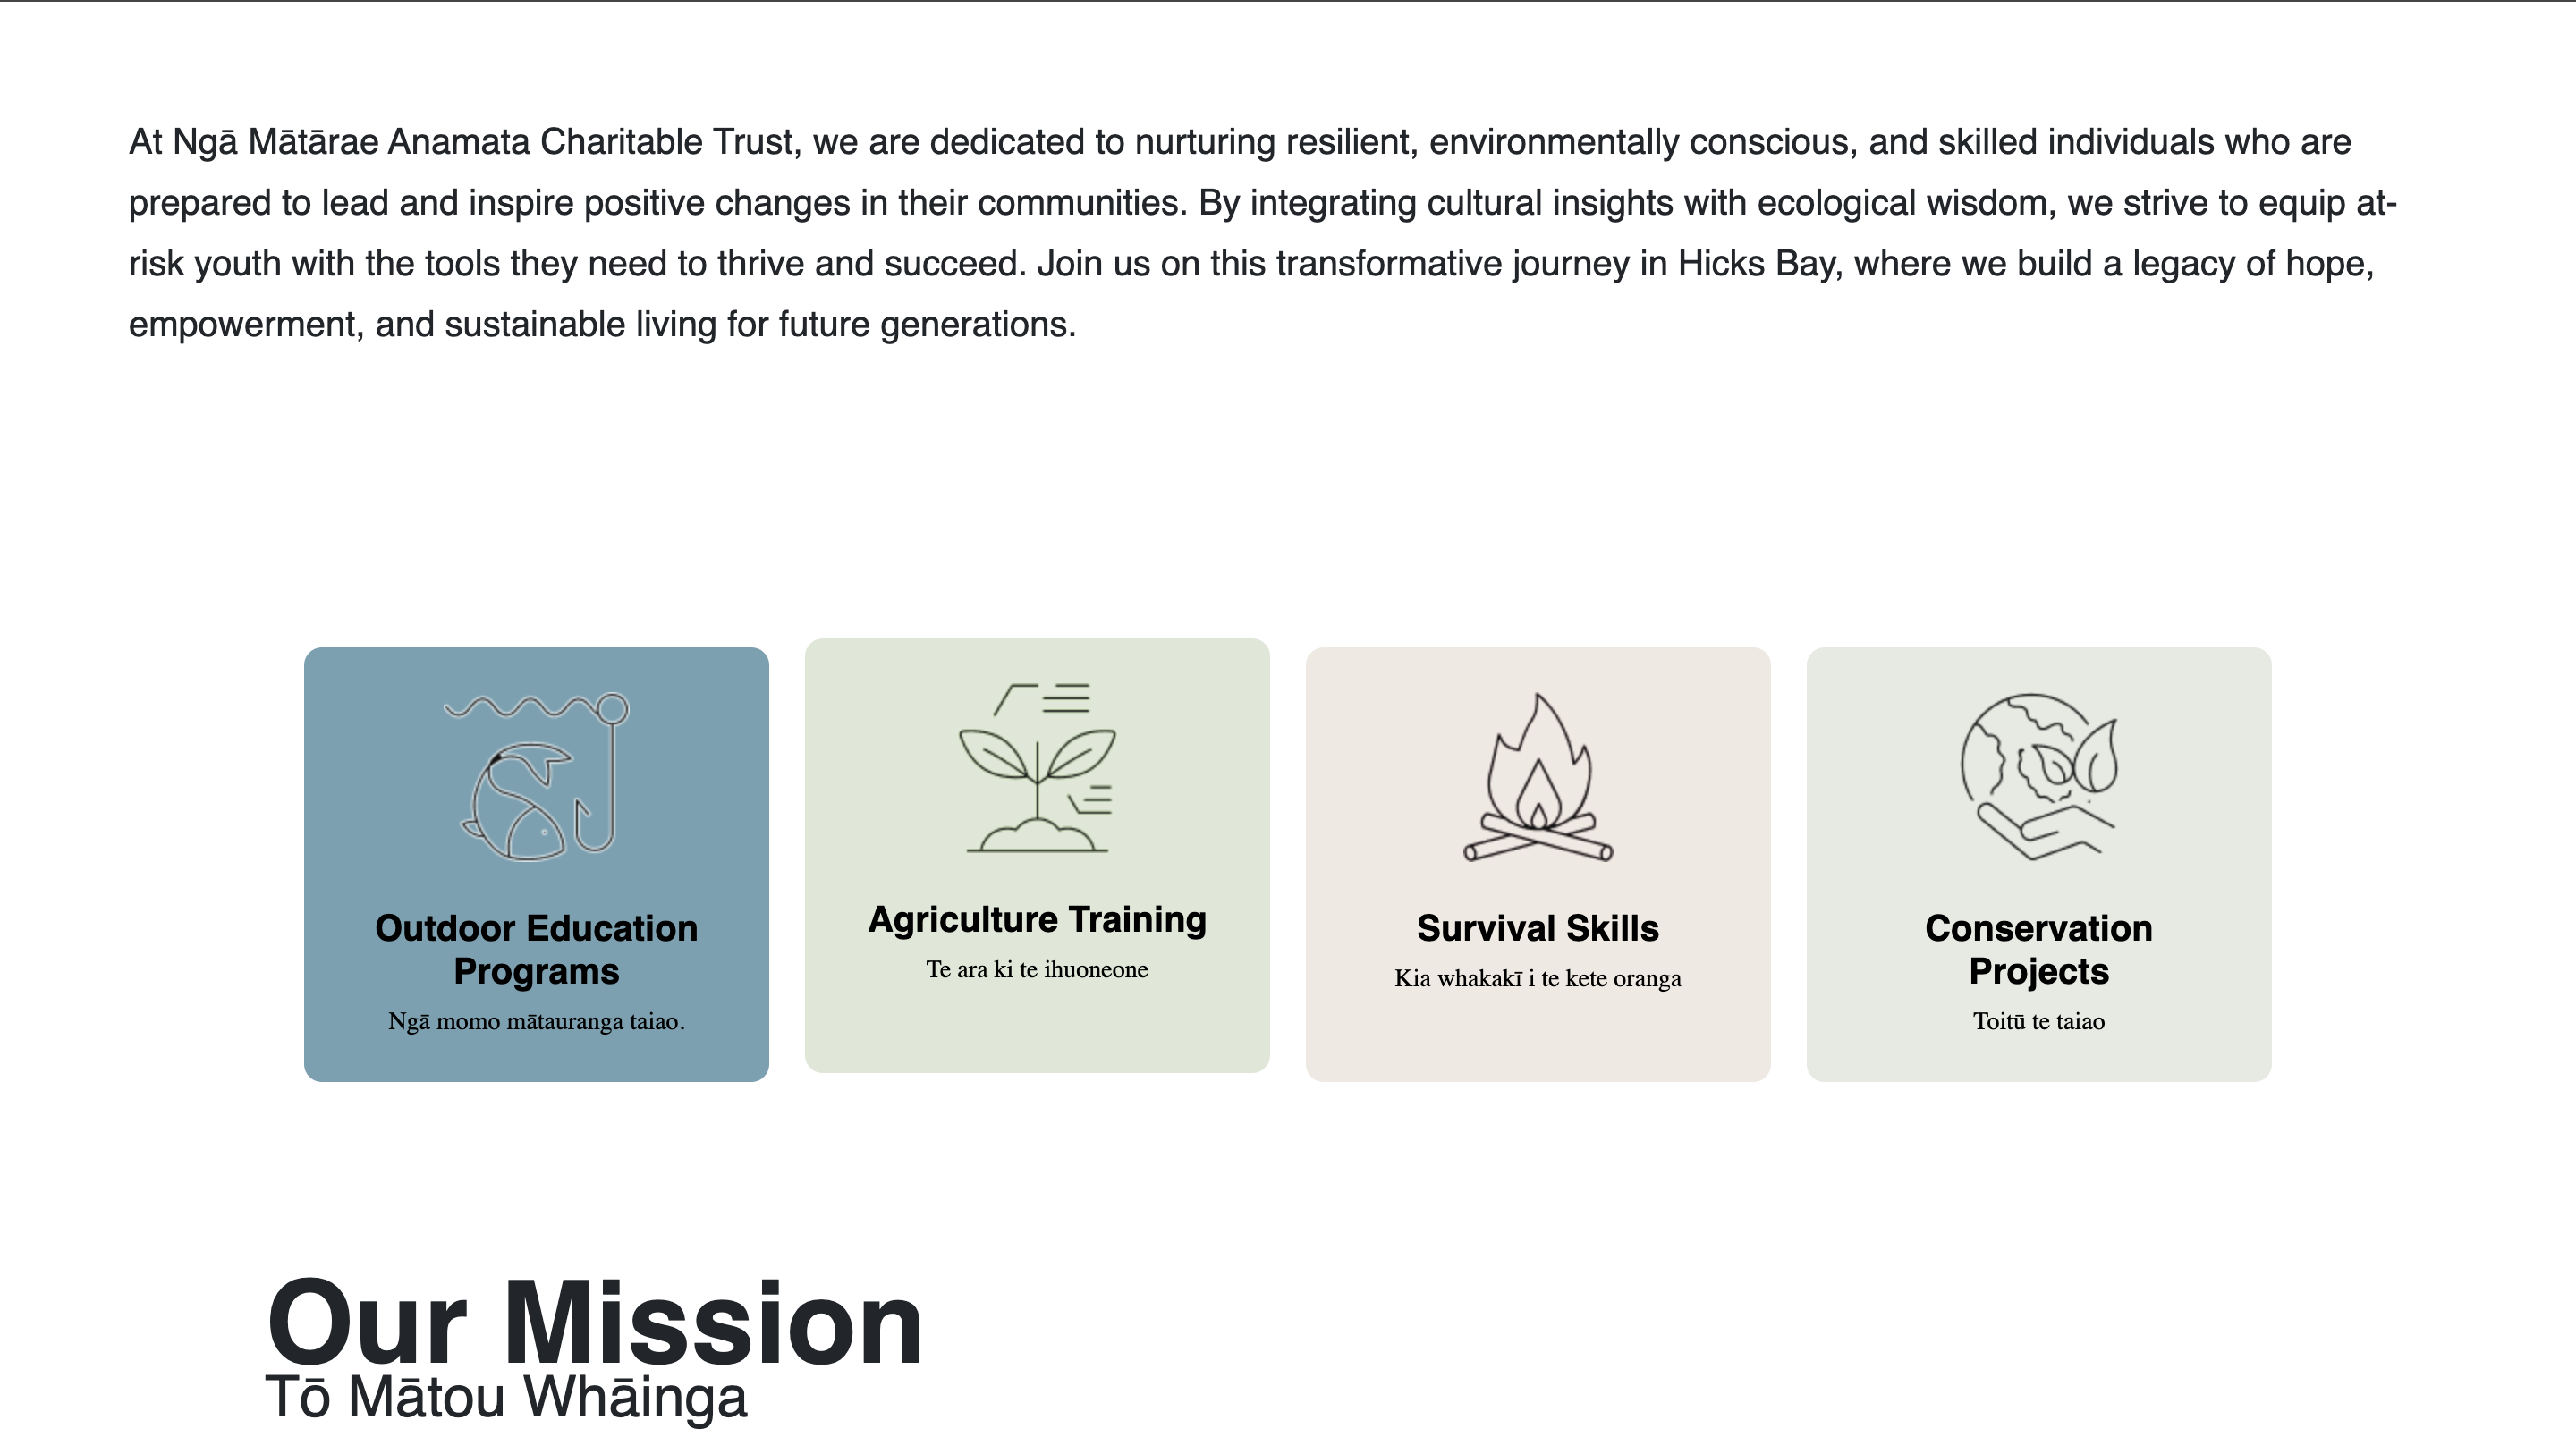 At Ngā Mātārae Anamata Charitable Trust, we are dedicated to nurturing resilient, environmentally conscious, and skilled individuals who are
prepared to lead and inspire positive changes in their communities. By integrating cultural insights with ecological wisdom, we strive to equip at-
risk youth with the tools they need to thrive and succeed. Join us on this transformative journey in Hicks Bay, where we build a legacy of hope,
empowerment, and sustainable living for future generations.
Outdoor Education
Programs
Ngā momo mātauranga taiao.
Agriculture Training
Te ara ki te ihuoneone
Survival Skills
Kia whakakī i te kete oranga
Conservation
Projects
Toitū te taiao
Our Mission
Tō Mātou Whāinga